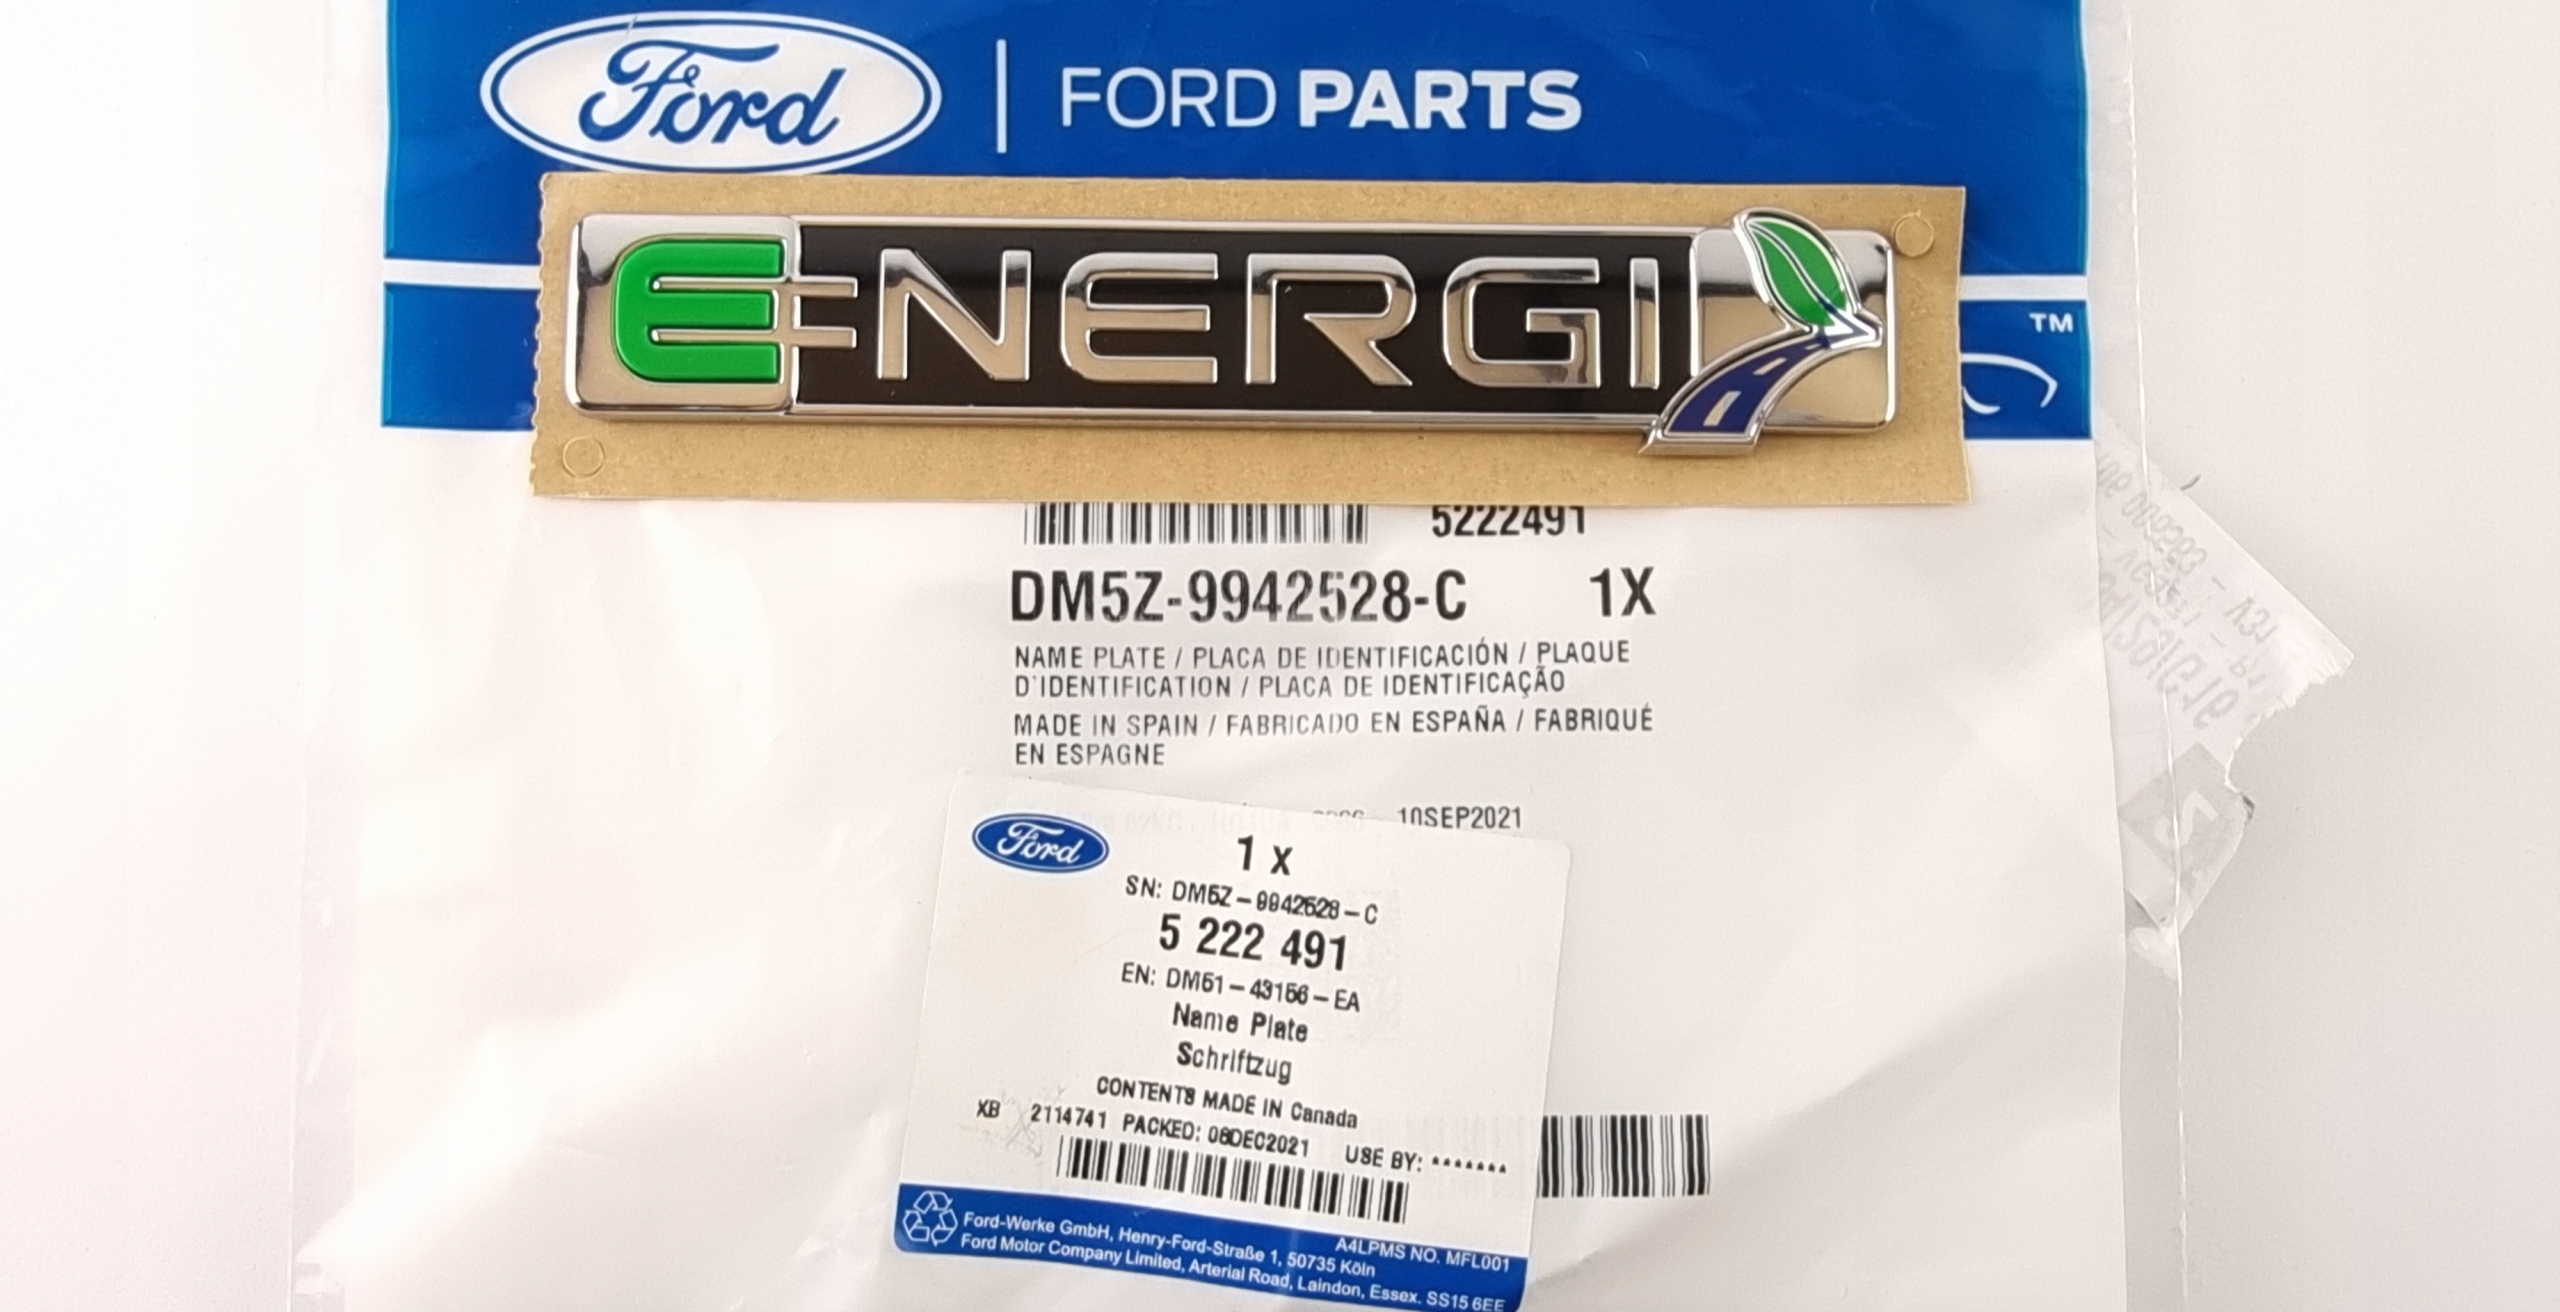 Ford | FORD PARTS
ENERGI
TM
5222491
DM5Z-9942528-C 1X
NAME PLATE / PLACA DE IDENTIFICACIÓN / PLAQUE
D'IDENTIFICATION / PLACA DE IDENTIFICAÇÃO
MADE IN SPAIN / FABRICADO EN ESPAÑA / FABRIQUÉ
EN ESPAGNE
10SEP2021
Ford
1 x
SN: DM5Z-9942528-C
5 222 491
EN: DM51-43156-EA
Name Plate
Schriftzug
CONTENTS MADE IN Canada
XB 2114741 PACKED: 08DEC2021 USE BY: *******
A4LPMS NO. MFL001
Ford-Werke GmbH, Henry-Ford-Straße 1, 50735 Köln
Ford Motor Company Limited, Arterial Road, Laindon, Essex. SS15 6EE